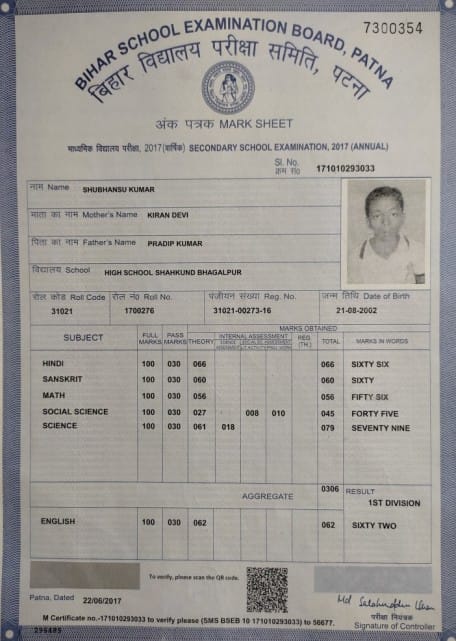 7300354
BIHAR SCHOOL EXAMINATION BOARD, PATNA
बिहार विद्यालय परीक्षा समिति, पटना
अंक पत्रक MARK SHEET
माध्यमिक विद्यालय परीक्षा, 2017 (वार्षिक) SECONDARY SCHOOL EXAMINATION, 2017 (ANNUAL)
Sl. No.
क्रम सं० 171010293033
नाम Name SHUBHANSU KUMAR
माता का नाम Mother's Name KIRAN DEVI
पिता का नाम Father's Name PRADIP KUMAR
विद्यालय School HIGH SCHOOL SHAHKUND BHAGALPUR
रोल कोड Roll Code रोल नं० Roll No. पंजीयन संख्या Reg. No. जन्म तिथि Date of Birth
31021 1700276 31021-00273-16 21-08-2002
MARKS OBTAINED
SUBJECT FULL MARKS PASS MARKS THEORY INTERNAL ASSESSMENT REG. (TH.) TOTAL MARKS IN WORDS
HINDI 100 030 066 066 SIXTY SIX
SANSKRIT 100 030 060 060 SIXTY
MATH 100 030 056 056 FIFTY SIX
SOCIAL SCIENCE 100 030 027 008 010 045 FORTY FIVE
SCIENCE 100 030 061 018 079 SEVENTY NINE
AGGREGATE 0306 RESULT
1ST DIVISION
ENGLISH 100 030 062 062 SIXTY TWO
To verify, please scan the QR code.
Patna, Dated 22/06/2017
परीक्षा नियंत्रक
Signature of Controller
M Certificate no.-171010293033 to verify please (SMS BSEB 10 171010293033) to 56677.
295485